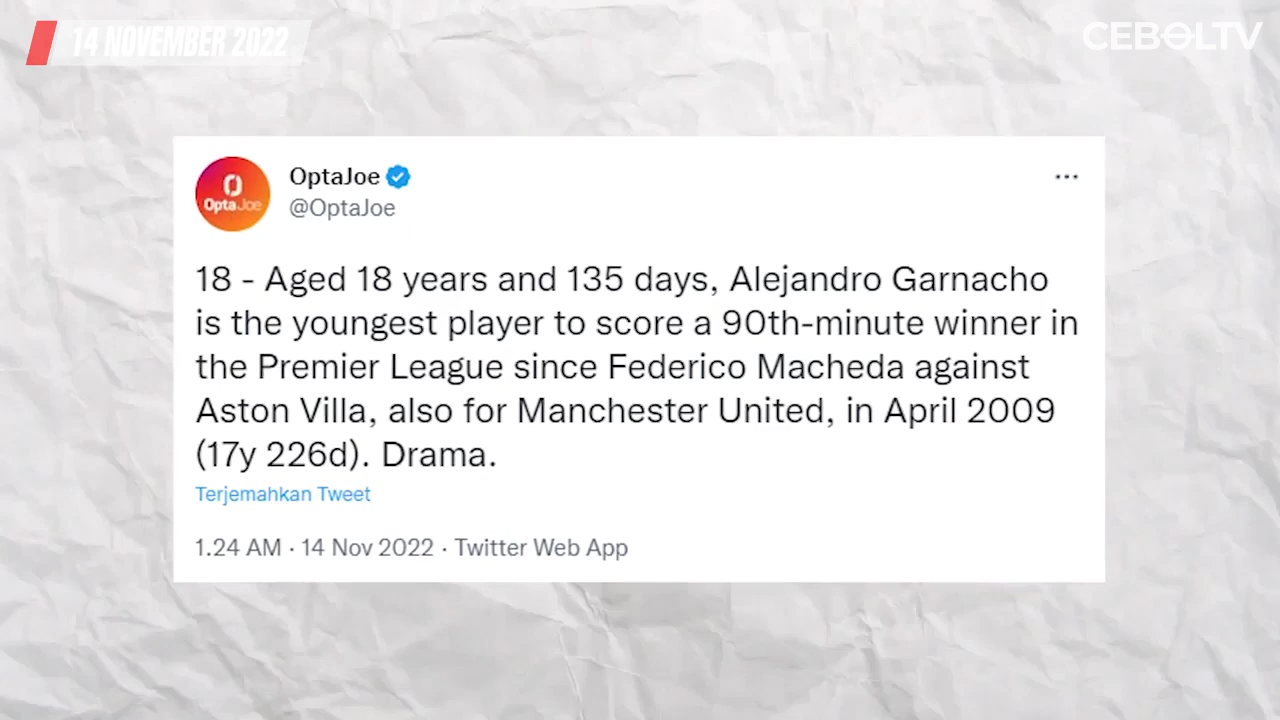 14 NOVEMBER 2022
CEBOLTV
OptaJoe
OptaJoe
@OptaJoe
18 - Aged 18 years and 135 days, Alejandro Garnacho
is the youngest player to score a 90th-minute winner in
the Premier League since Federico Macheda against
Aston Villa, also for Manchester United, in April 2009
(17y 226d). Drama.
Terjemahkan Tweet
1.24 AM · 14 Nov 2022 · Twitter Web App